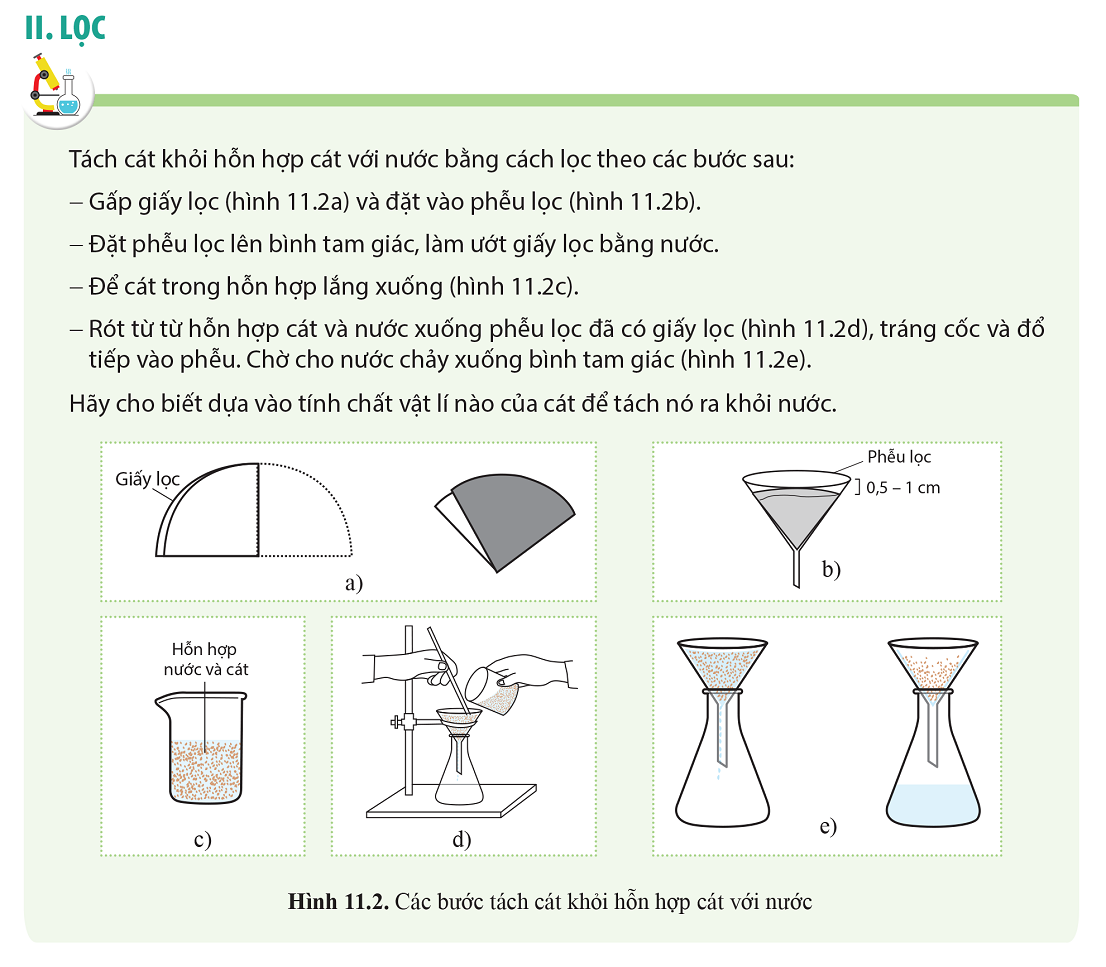 II. LỌC
Tách cát khỏi hỗn hợp cát với nước bằng cách lọc theo các bước sau:
– Gấp giấy lọc (hình 11.2a) và đặt vào phễu lọc (hình 11.2b).
– Đặt phễu lọc lên bình tam giác, làm ướt giấy lọc bằng nước.
– Để cát trong hỗn hợp lắng xuống (hình 11.2c).
– Rót từ từ hỗn hợp cát và nước xuống phễu lọc đã có giấy lọc (hình 11.2d), tráng cốc và đổ
tiếp vào phễu. Chờ cho nước chảy xuống bình tam giác (hình 11.2e).
Hãy cho biết dựa vào tính chất vật lí nào của cát để tách nó ra khỏi nước.
Giấy lọc
a)
Phễu lọc
0,5 – 1 cm
b)
Hỗn hợp
nước và cát
c)
d)
e)
Hình 11.2. Các bước tách cát khỏi hỗn hợp cát với nước